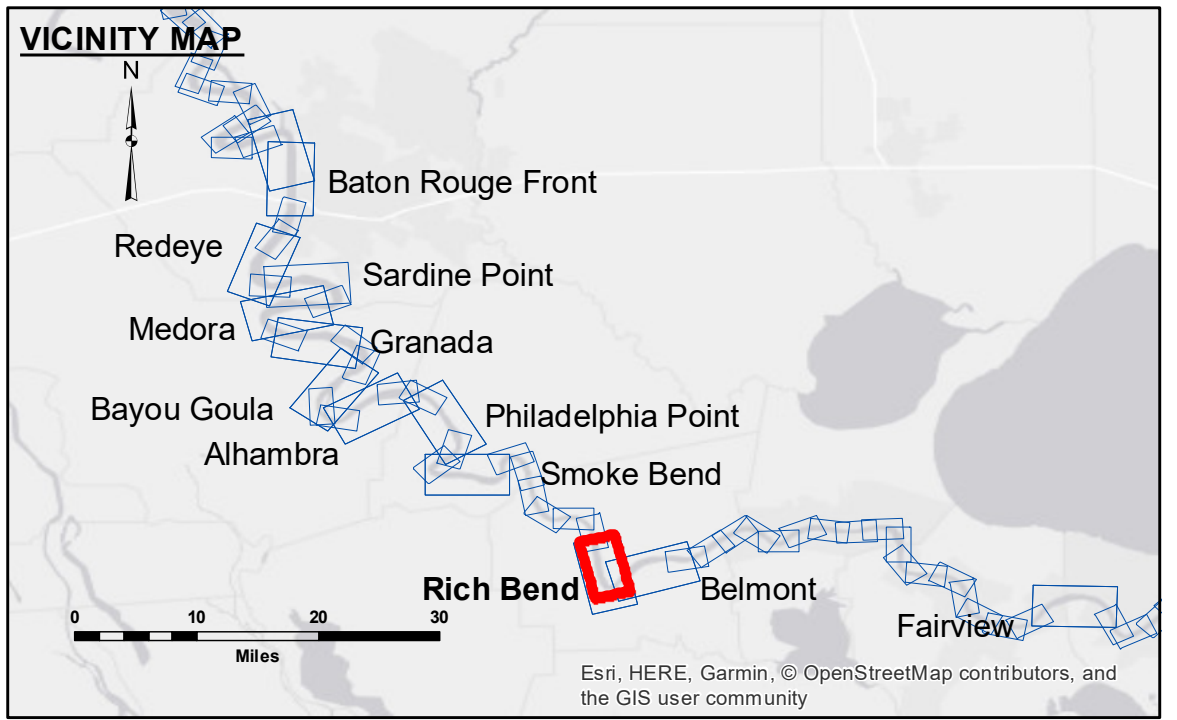 VICINITY MAP
N
Baton Rouge Front
Redeye
Sardine Point
Medora
Granada
Bayou Goula
Philadelphia Point
Alhambra
Smoke Bend
Rich Bend
Belmont
Fairview
0 10 20 30
Miles
Esri, HERE, Garmin, © OpenStreetMap contributors, and
the GIS user community